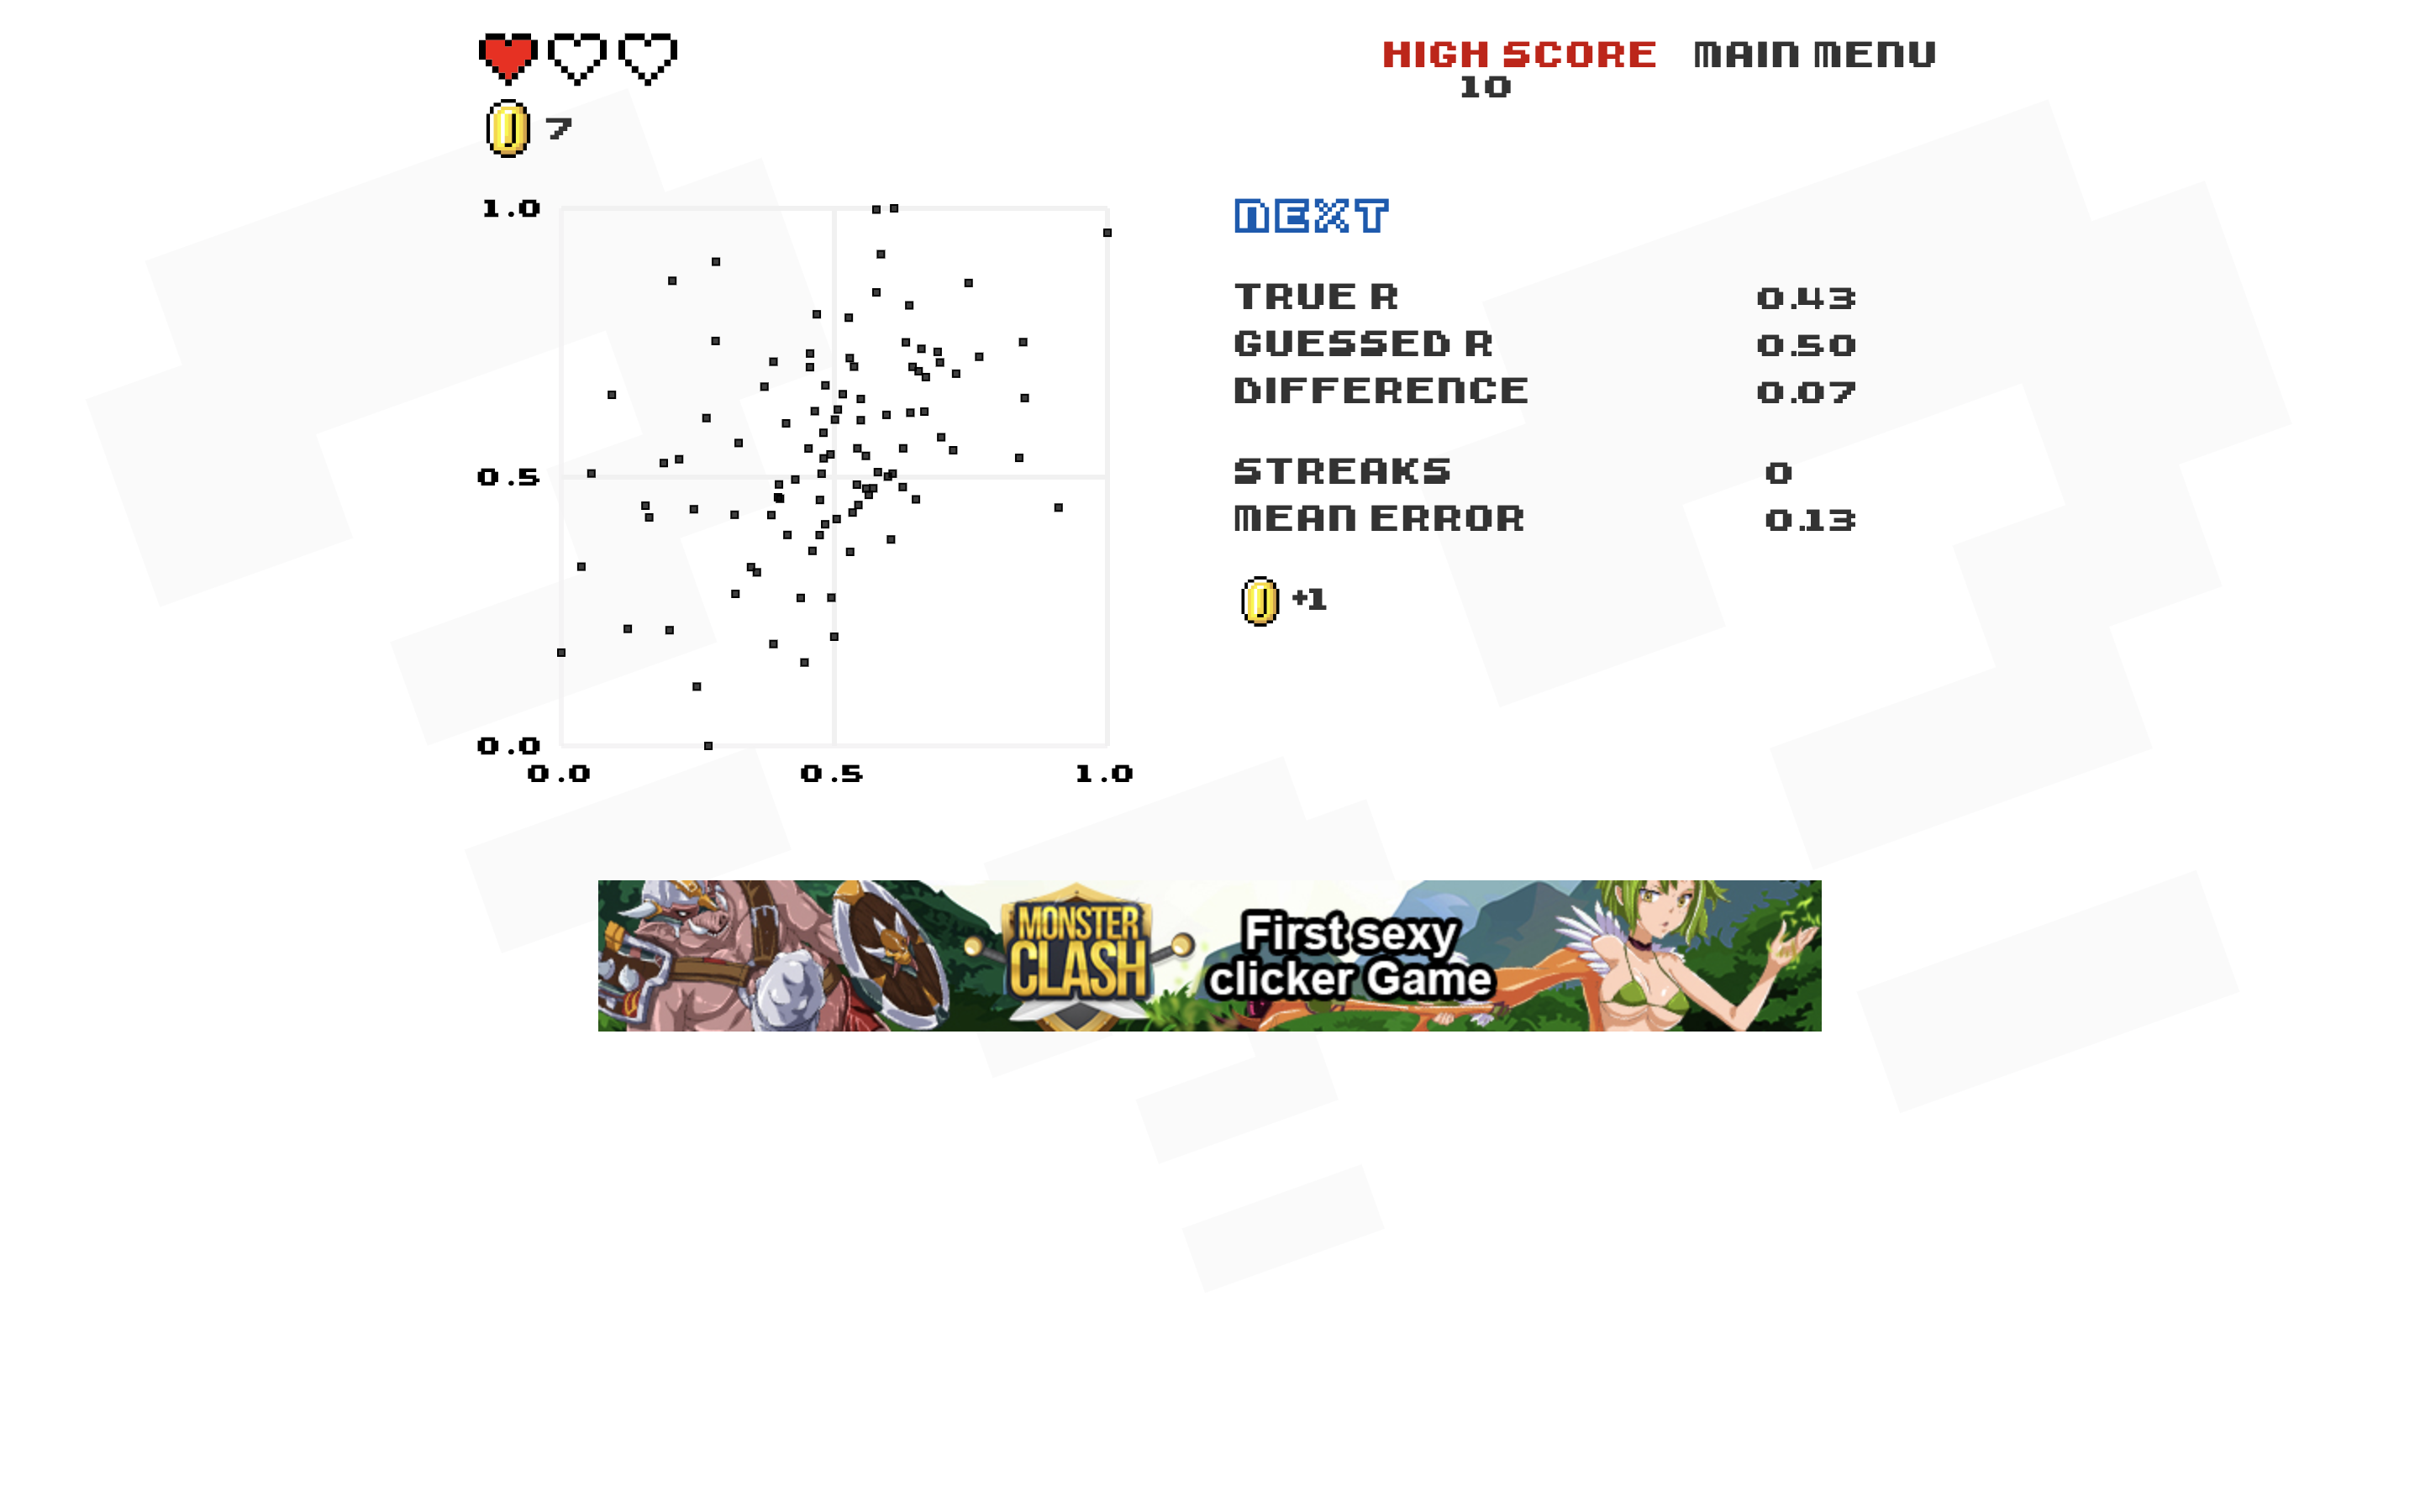 HIGH SCORE MAIN MENU
10
7
1.0
0.5
0.0
0.0 0.5 1.0
NEXT
TRUE R 0.43
GUESSED R 0.50
DIFFERENCE 0.07
STREAKS 0
MEAN ERROR 0.13
+1
MONSTER
CLASH
First sexy
clicker Game